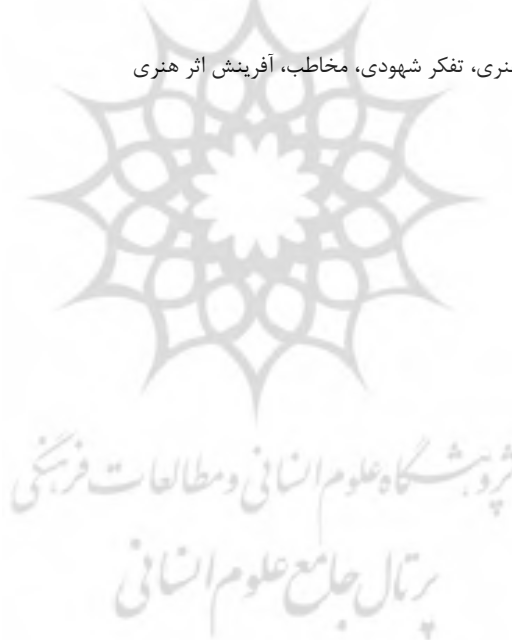 تفکر شهودی، مخاطب، آفرینش اثر هنری
پژوهشگاه علوم انسانی و مطالعات فرهنگی
پرتال جامع علوم انسانی